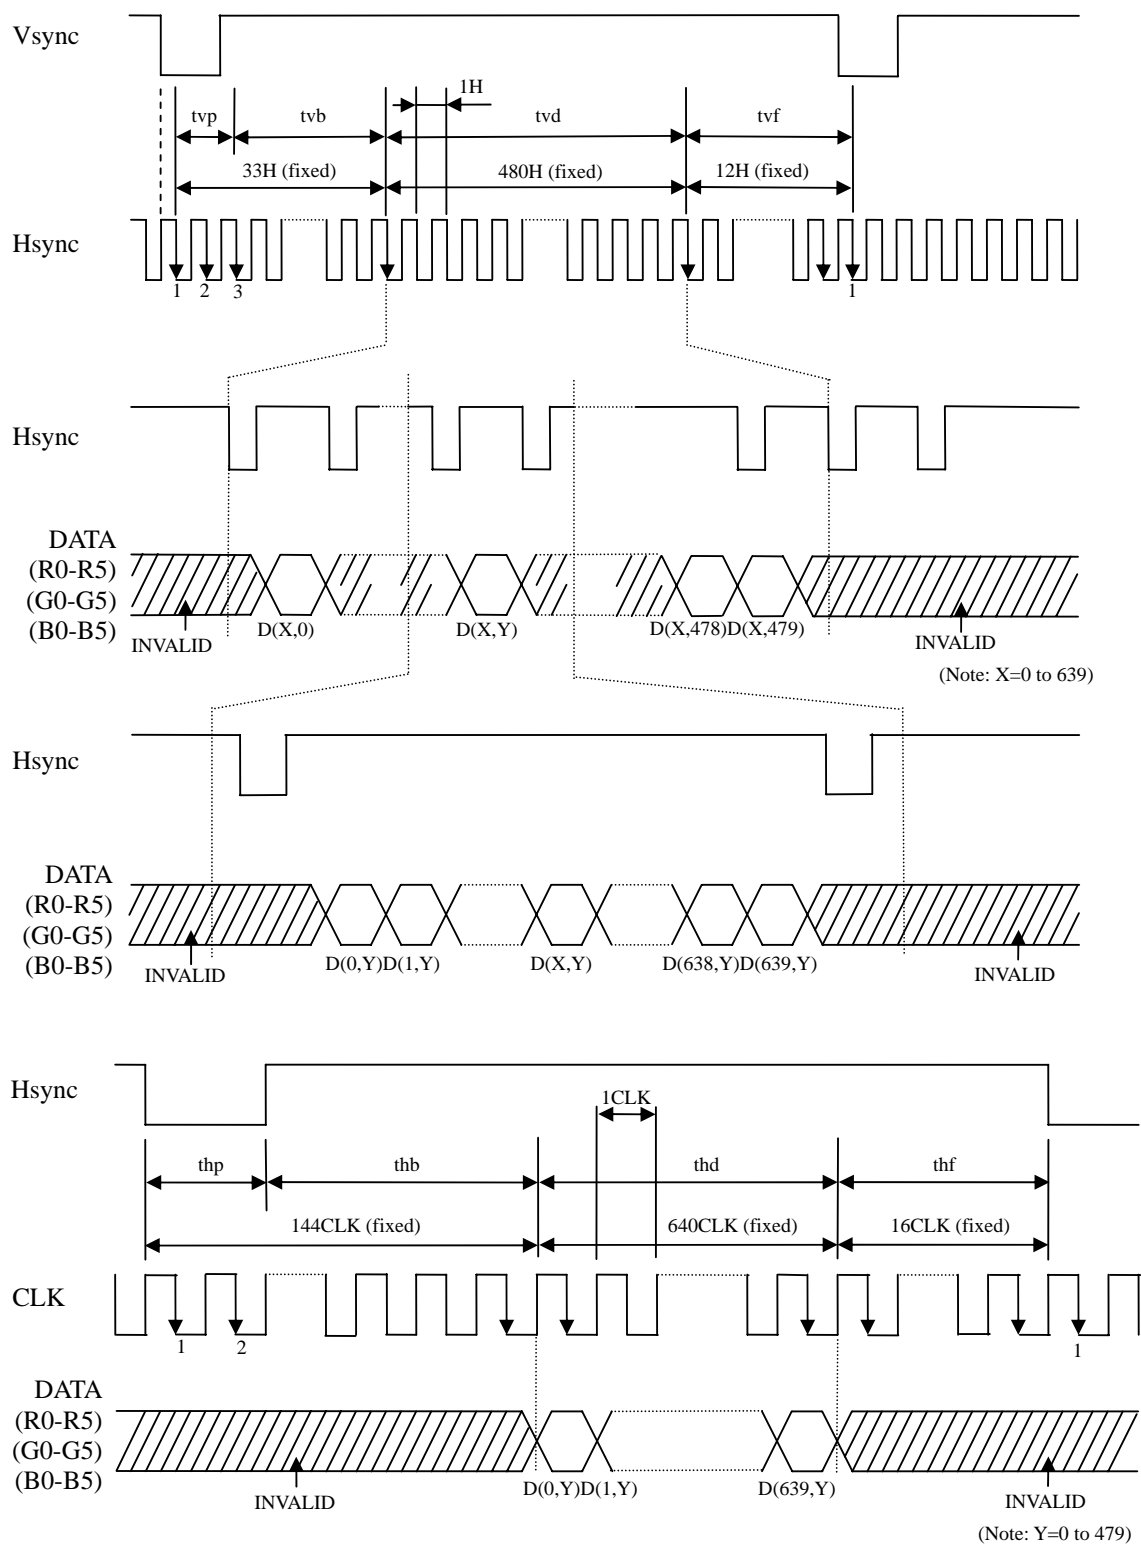 Vsync
1H
tvp tvb tvd tvf
33H (fixed) 480H (fixed) 12H (fixed)
Hsync
1 2 3 1
Hsync
DATA
(R0-R5)
(G0-G5)
(B0-B5)
D(X,0) D(X,Y) D(X,478)D(X,479)
INVALID INVALID
(Note: X=0 to 639)
Hsync
DATA
(R0-R5)
(G0-G5)
(B0-B5)
D(0,Y)D(1,Y) D(X,Y) D(638,Y)D(639,Y)
INVALID INVALID
Hsync
1CLK
thp thb thd thf
144CLK (fixed) 640CLK (fixed) 16CLK (fixed)
CLK
1 2 1
DATA
(R0-R5)
(G0-G5)
(B0-B5)
D(0,Y)D(1,Y) D(639,Y)
INVALID INVALID
(Note: Y=0 to 479)